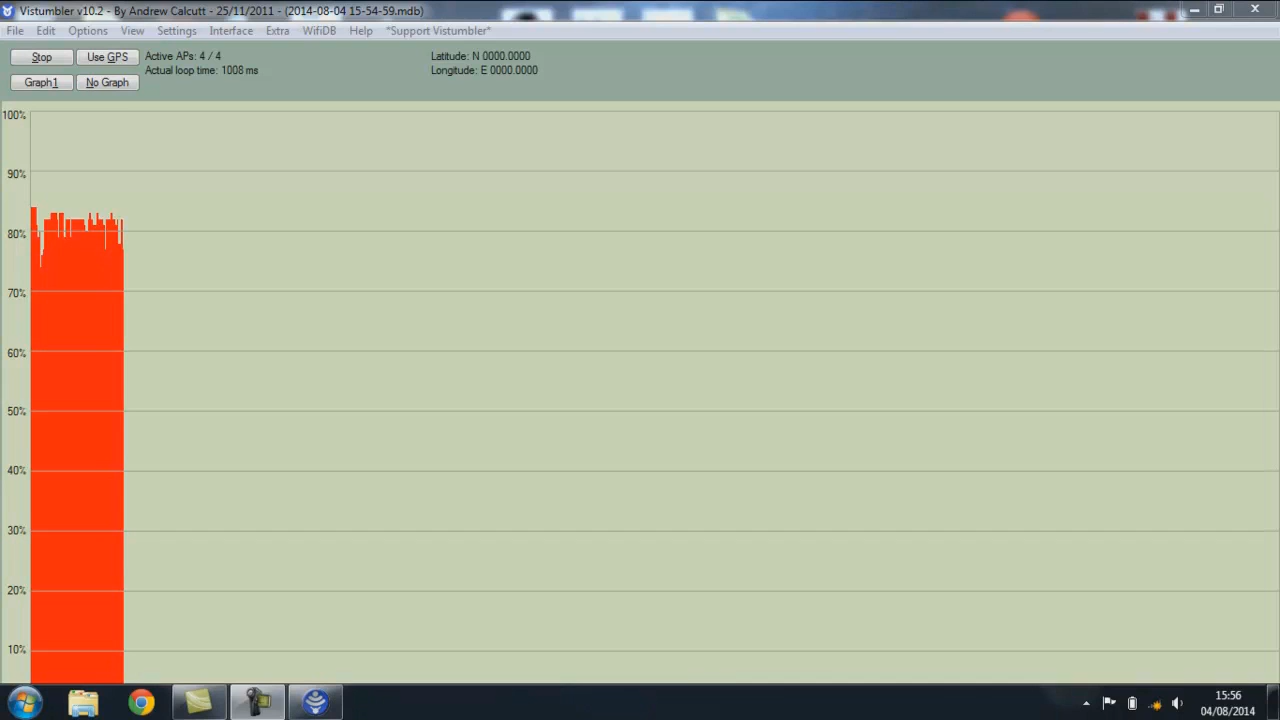 Vistumbler v10.2 - By Andrew Calcutt - 25/11/2011 - (2014-08-04 15-54-59.mdb)
File Edit Options View Settings Interface Extra WifiDB Help *Support Vistumbler*
Stop Use GPS Active APs: 4 / 4 Latitude: N 0000.0000
Actual loop time: 1008 ms Longitude: E 0000.0000
Graph1 No Graph
100%
90%
80%
70%
60%
50%
40%
30%
20%
10%
15:56
04/08/2014